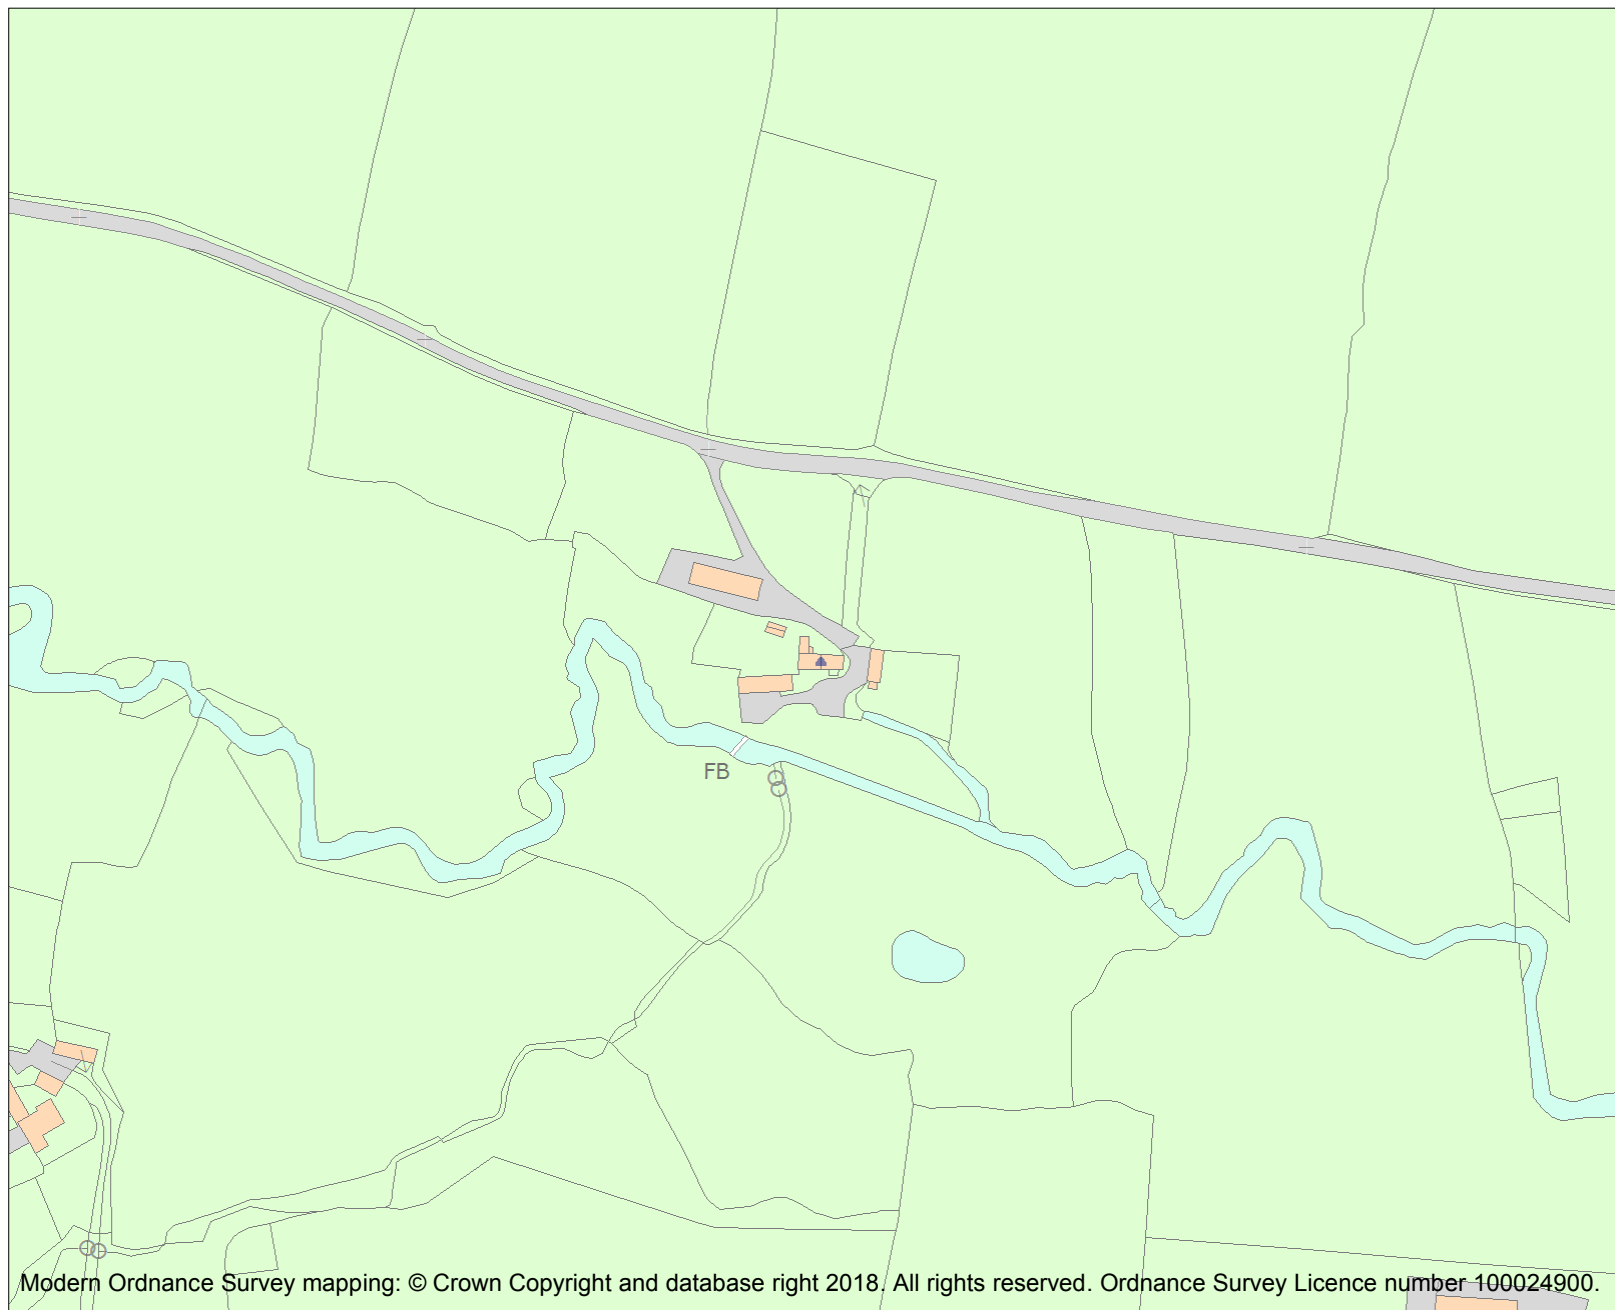 FB
Modern Ordnance Survey mapping: © Crown Copyright and database right 2018. All rights reserved. Ordnance Survey Licence number 100024900.